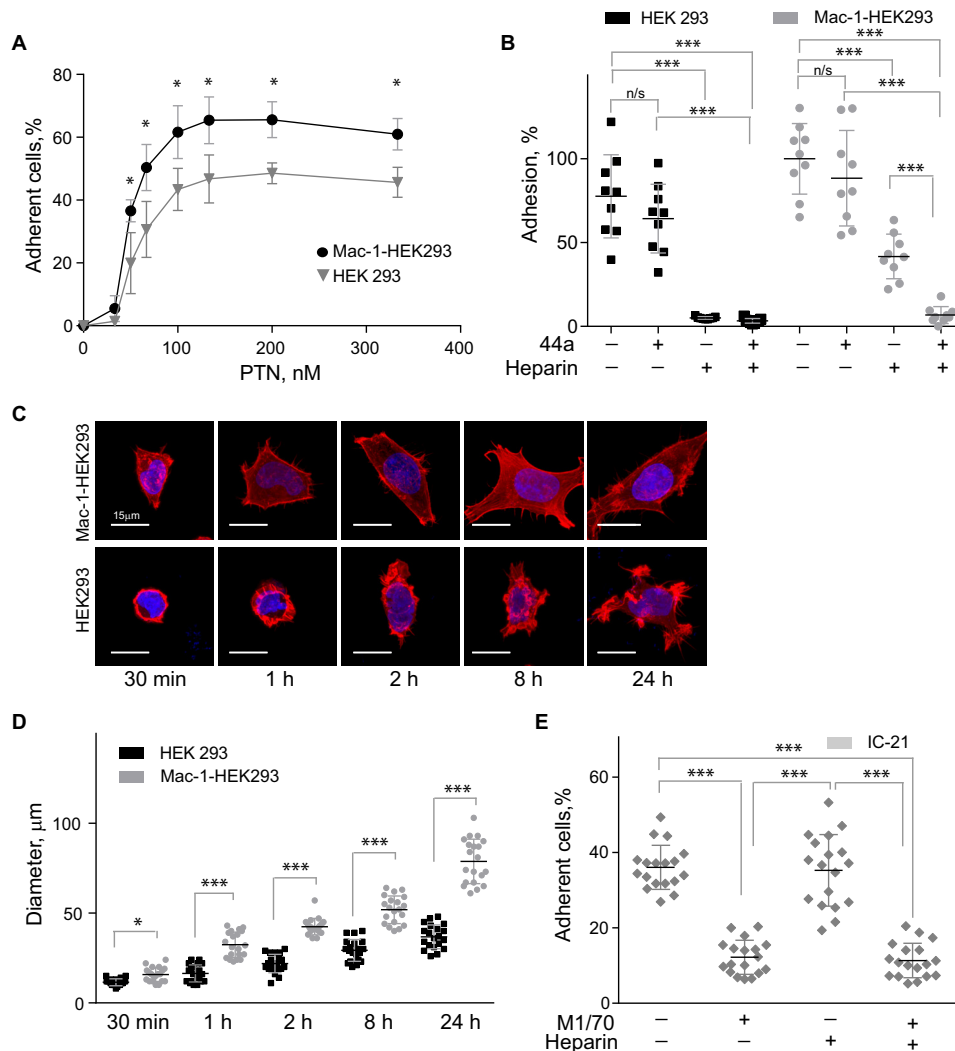 A
Adherent cells,%
80
60
40
20
0
0 100 200 300 400
PTN, nM
* * * * * *
Mac-1-HEK293
HEK 293
B
HEK 293 Mac-1-HEK293
Adhesion, %
100
50
0
*** ***
*** ***
n/s n/s
*** ***
***
44a – + – + – + – +
Heparin – – + + – – + +
C
Mac-1-HEK293
15μm
HEK293
30 min 1 h 2 h 8 h 24 h
D
HEK 293
Mac-1-HEK293
Diameter, μm
100
50
0
* *** *** *** ***
30 min 1 h 2 h 8 h 24 h
E
IC-21
Adherent cells,%
60
40
20
0
***
*** *** ***
M1/70 – + – +
Heparin – – + +